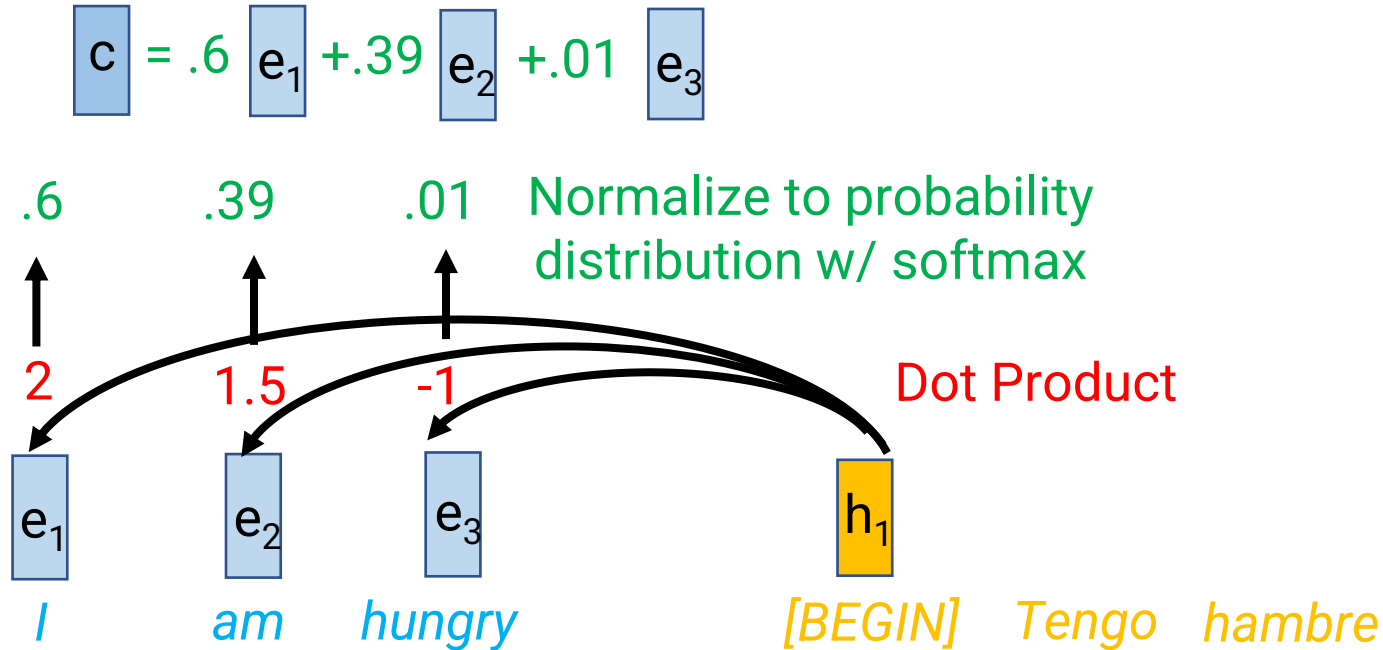 c = .6 e₁ +.39 e₂ +.01 e₃
.6 .39 .01 Normalize to probability
distribution w/ softmax
2 1.5 -1 Dot Product
e₁ e₂ e₃ h₁
I am hungry [BEGIN] Tengo hambre